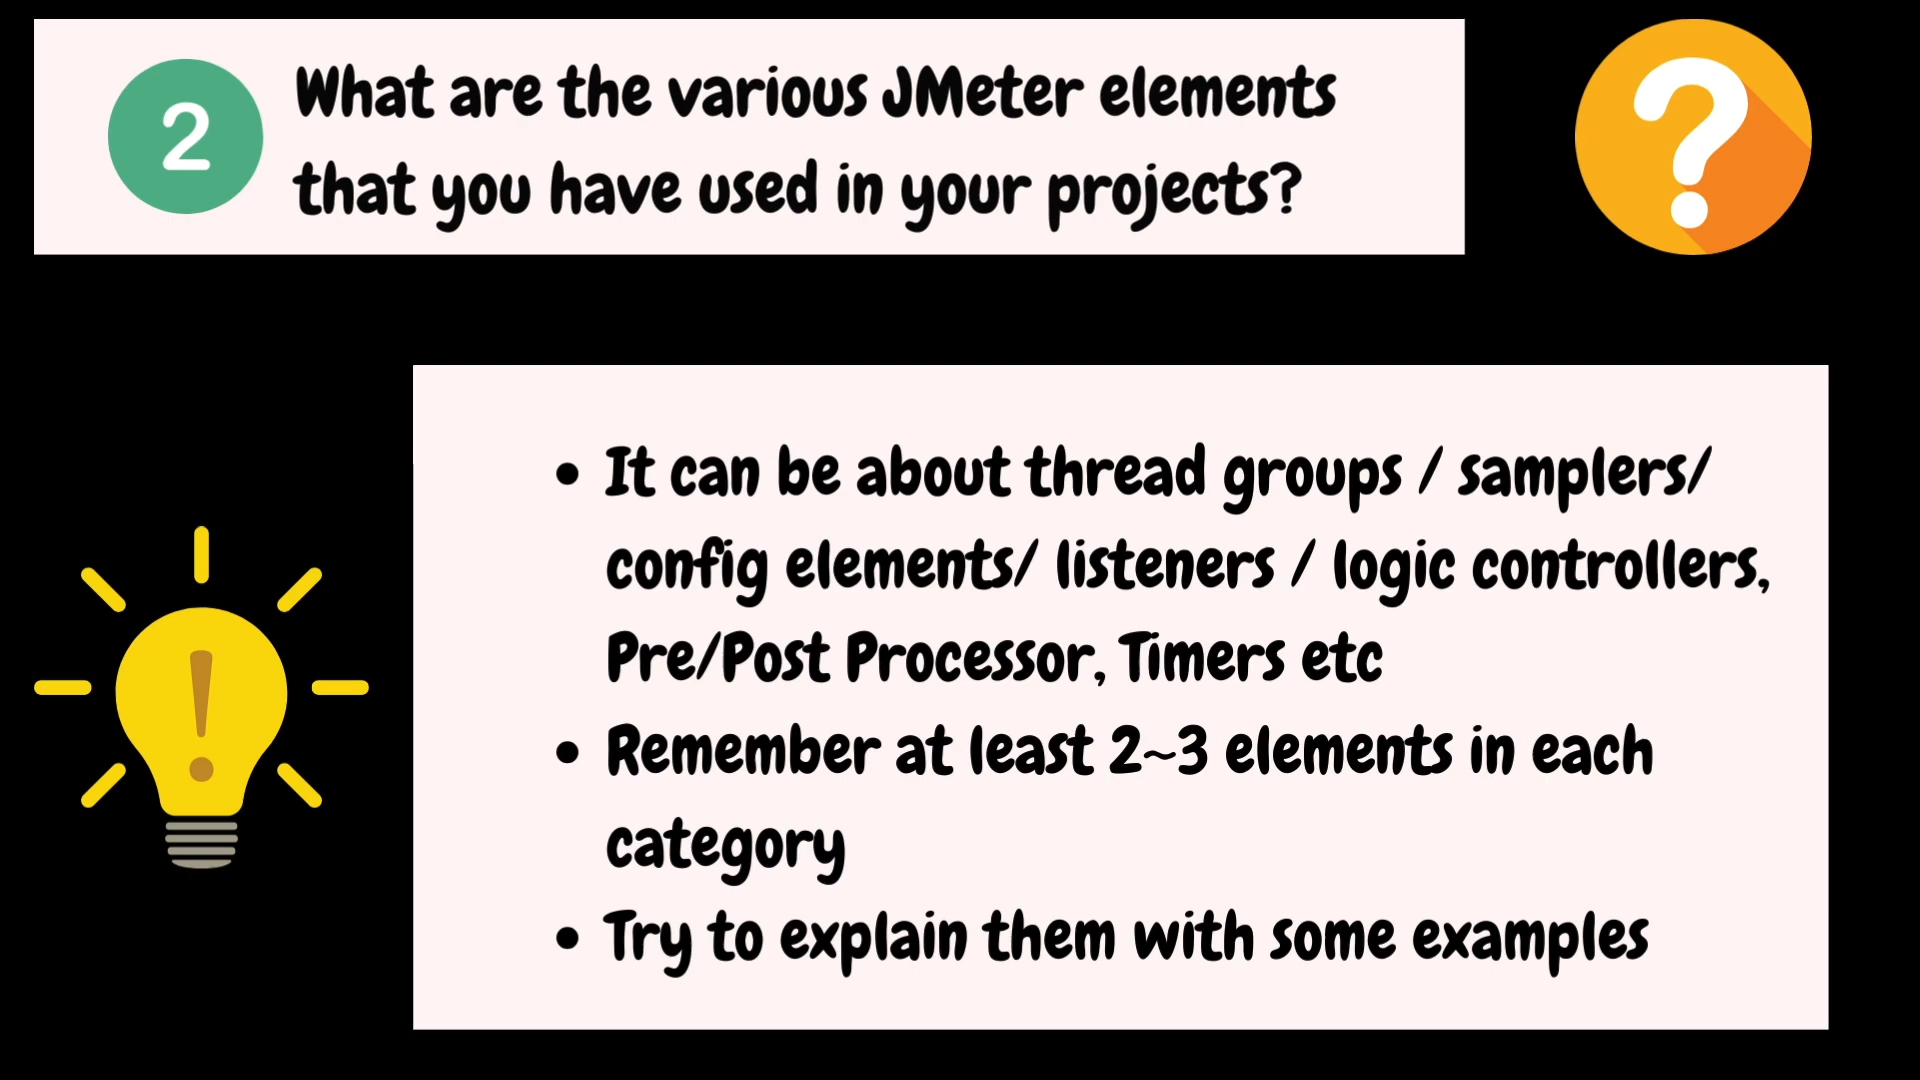 2
What are the various JMeter elements
that you have used in your projects?
?
• It can be about thread groups / samplers/
config elements/ listeners / logic controllers,
Pre/Post Processor, Timers etc
• Remember at least 2~3 elements in each
category
• Try to explain them with some examples
!